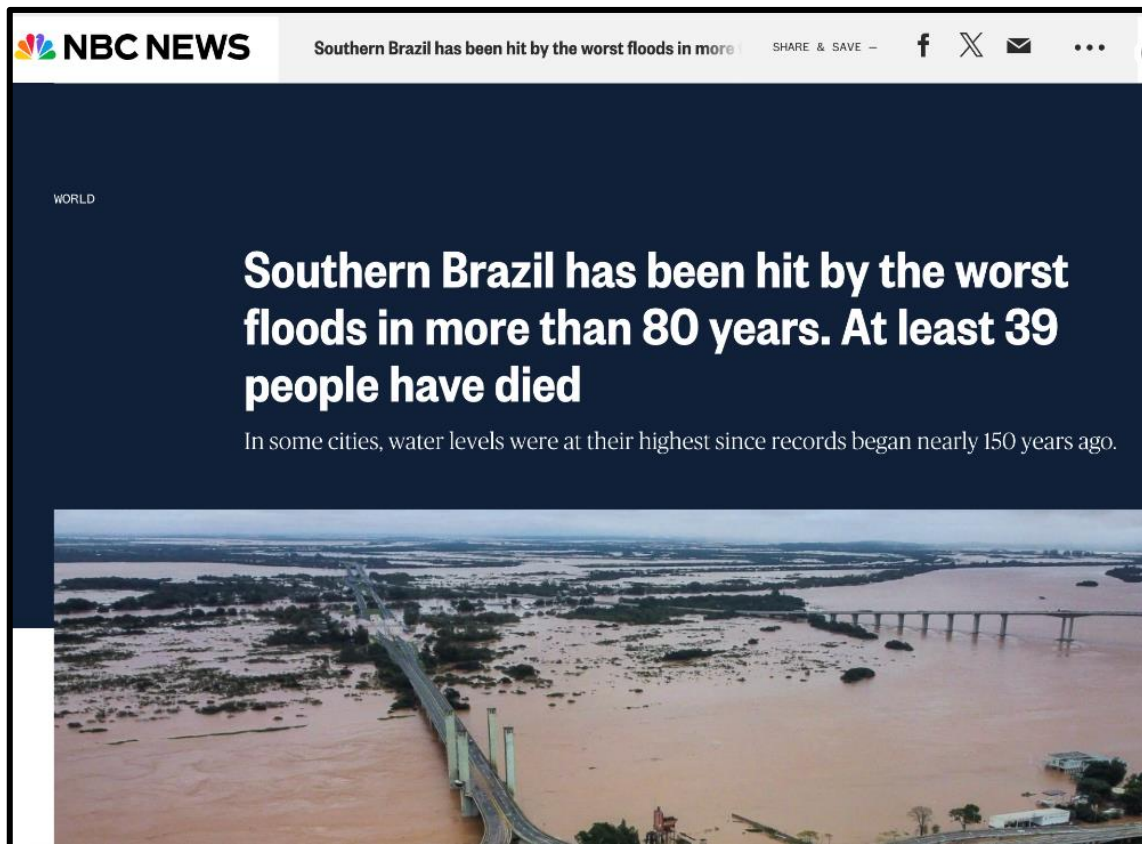 NBC NEWS
Southern Brazil has been hit by the worst floods in more
SHARE & SAVE —
WORLD
Southern Brazil has been hit by the worst
floods in more than 80 years. At least 39
people have died
In some cities, water levels were at their highest since records began nearly 150 years ago.